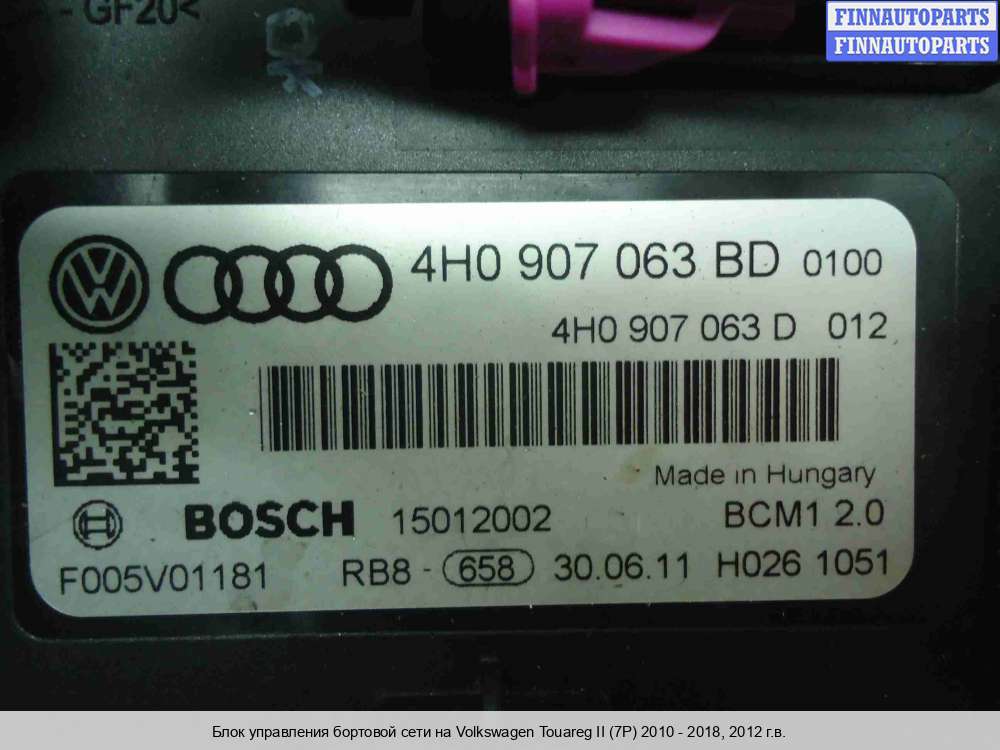 - GF20<
FINNAUTOPARTS
FINNAUTOPARTS
4H0 907 063 BD 0100
4H0 907 063 D 012
Made in Hungary
BOSCH 15012002 BCM1 2.0
F005V01181 RB8 - 658 30.06.11 H026 1051
Блок управления бортовой сети на Volkswagen Touareg II (7P) 2010 - 2018, 2012 г.в.